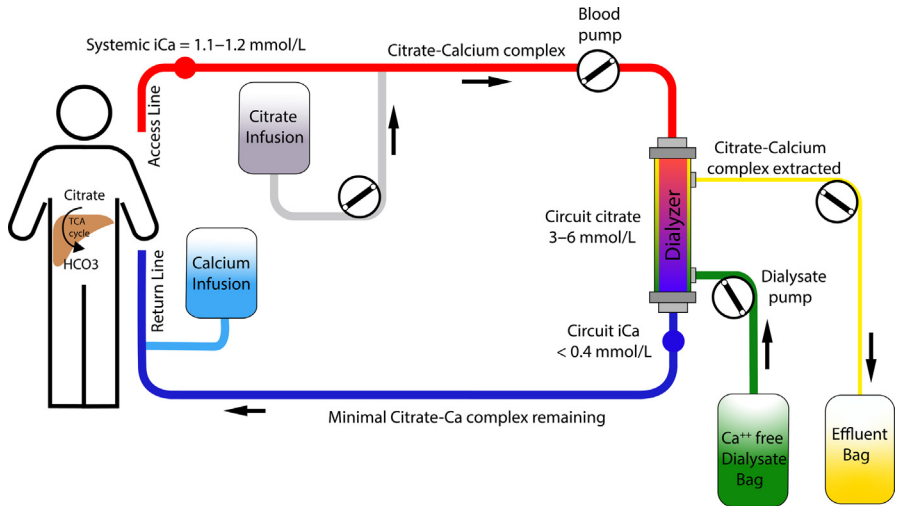 Blood
pump
Systemic iCa = 1.1–1.2 mmol/L
Citrate-Calcium complex
Access Line
Citrate
Infusion
Citrate-Calcium
complex extracted
Dialyzer
Circuit citrate
3–6 mmol/L
Citrate
TCA
cycle
HCO3
Return Line
Calcium
Infusion
Dialysate
pump
Circuit iCa
< 0.4 mmol/L
Minimal Citrate-Ca complex remaining
Ca⁺⁺ free
Dialysate
Bag
Effluent
Bag